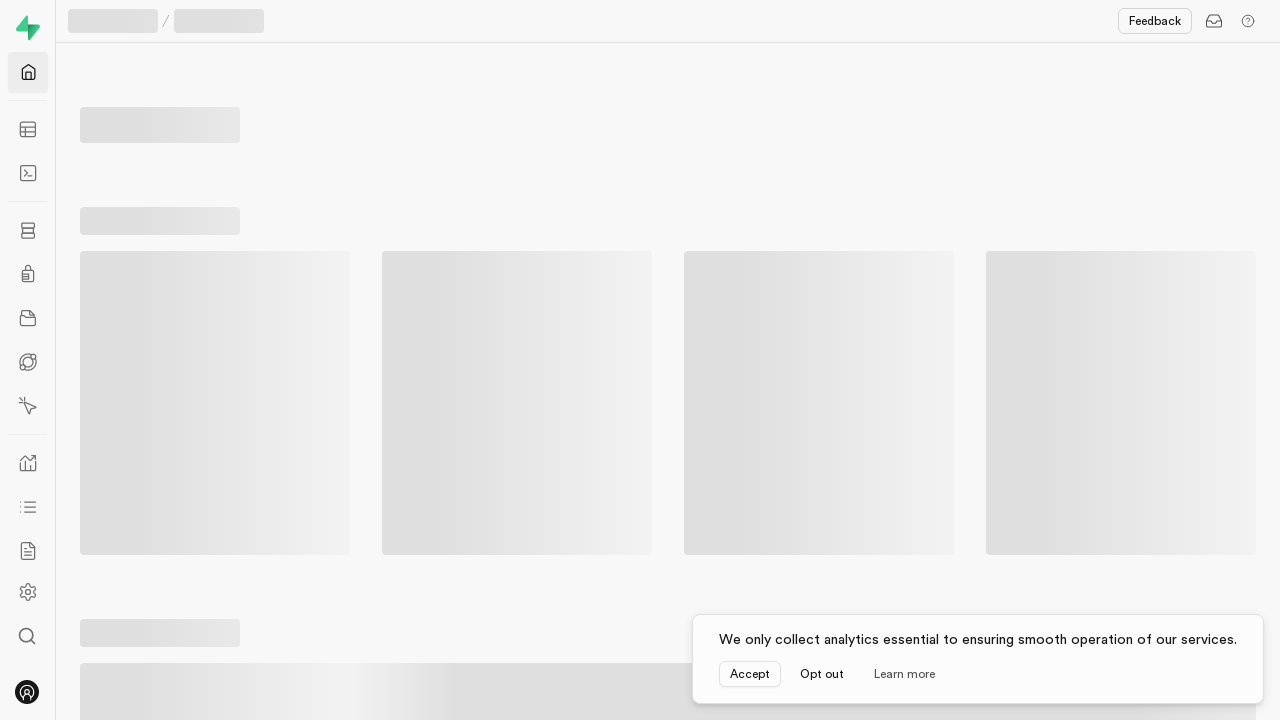 /
Feedback
We only collect analytics essential to ensuring smooth operation of our services.
Accept Opt out Learn more